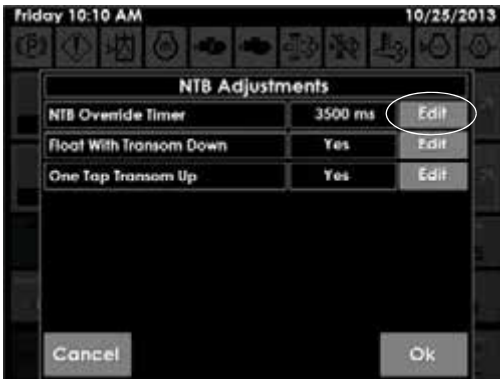 Friday 10:10 AM 10/25/2013
(P)
NTB Adjustments
NTB Override Timer 3500 ms Edit
Float With Transom Down Yes Edit
One Tap Transom Up Yes Edit
Cancel Ok